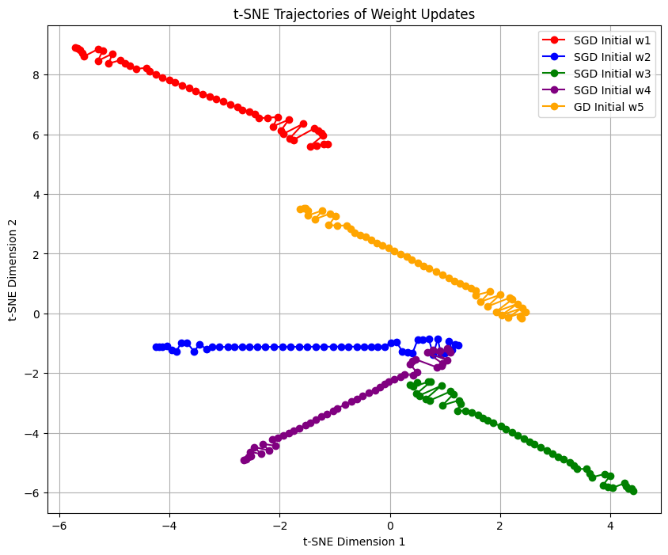 t-SNE Trajectories of Weight Updates
SGD Initial w1
SGD Initial w2
SGD Initial w3
SGD Initial w4
GD Initial w5
t-SNE Dimension 2
8
6
4
2
0
−2
−4
−6
−6
−4
−2
0
2
4
t-SNE Dimension 1